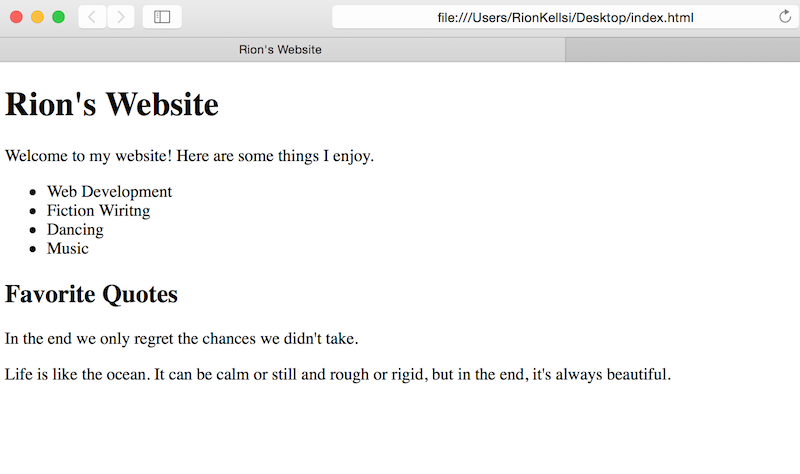 file:///Users/RionKellsi/Desktop/index.html
Rion's Website
Rion's Website
Welcome to my website! Here are some things I enjoy.
Web Development
Fiction Wiritng
Dancing
Music
Favorite Quotes
In the end we only regret the chances we didn't take.
Life is like the ocean. It can be calm or still and rough or rigid, but in the end, it's always beautiful.